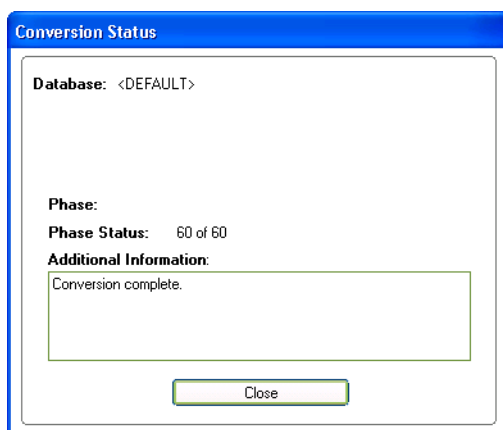 Conversion Status
Database: <DEFAULT>
Phase:
Phase Status: 60 of 60
Additional Information:
Conversion complete.
Close